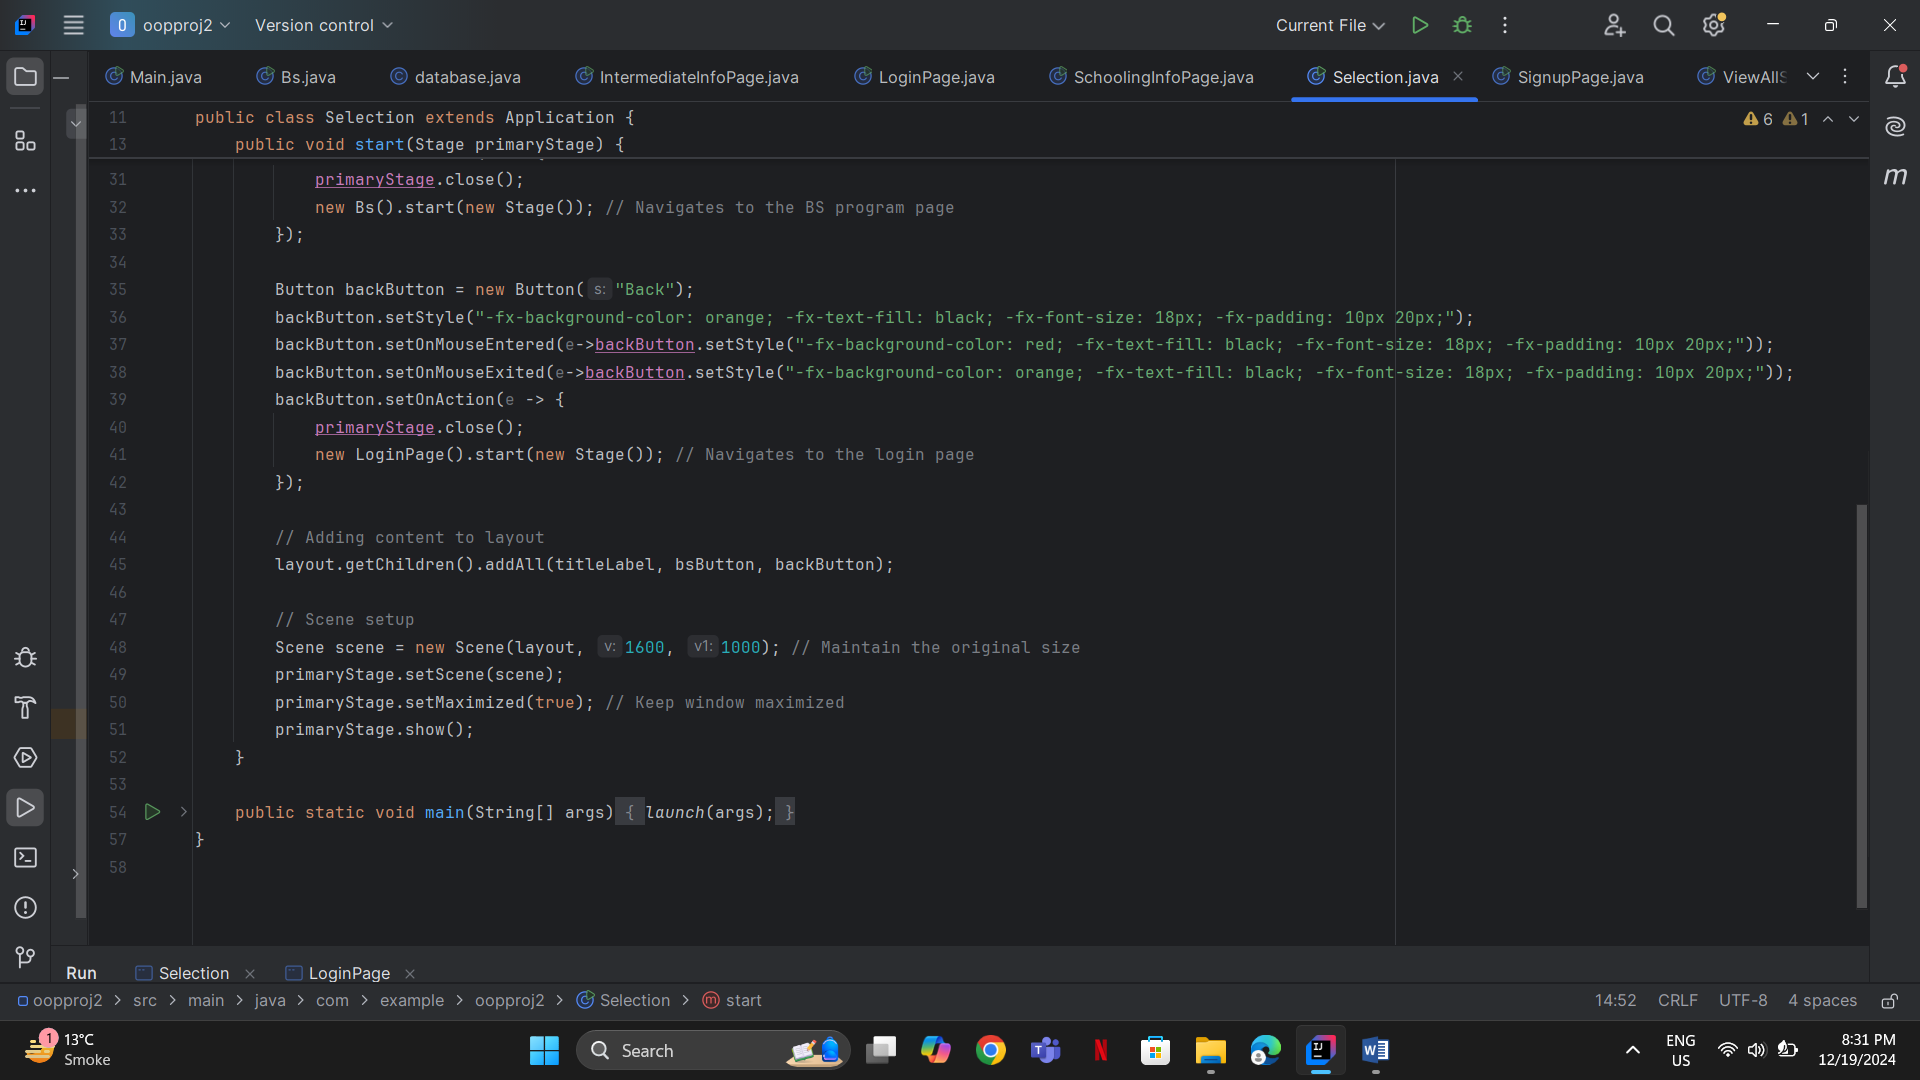 0 oopproj2 Version control Current File
Main.java Bs.java database.java IntermediateInfoPage.java LoginPage.java SchoolingInfoPage.java Selection.java SignupPage.java ViewAllS
11 public class Selection extends Application { 6 1
13 public void start(Stage primaryStage) {
31 primaryStage.close();
32 new Bs().start(new Stage()); // Navigates to the BS program page
33 });
34
35 Button backButton = new Button( s: "Back");
36 backButton.setStyle("-fx-background-color: orange; -fx-text-fill: black; -fx-font-size: 18px; -fx-padding: 10px 20px;");
37 backButton.setOnMouseEntered(e->backButton.setStyle("-fx-background-color: red; -fx-text-fill: black; -fx-font-size: 18px; -fx-padding: 10px 20px;"));
38 backButton.setOnMouseExited(e->backButton.setStyle("-fx-background-color: orange; -fx-text-fill: black; -fx-font-size: 18px; -fx-padding: 10px 20px;"));
39 backButton.setOnAction(e -> {
40 primaryStage.close();
41 new LoginPage().start(new Stage()); // Navigates to the login page
42 });
43
44 // Adding content to layout
45 layout.getChildren().addAll(titleLabel, bsButton, backButton);
46
47 // Scene setup
48 Scene scene = new Scene(layout, v: 1600, v1: 1000); // Maintain the original size
49 primaryStage.setScene(scene);
50 primaryStage.setMaximized(true); // Keep window maximized
51 primaryStage.show();
52 }
53
54 public static void main(String[] args) { launch(args); }
57 }
58
Run Selection LoginPage
oopproj2 > src > main > java > com > example > oopproj2 > Selection > m start 14:52 CRLF UTF-8 4 spaces
1 13°C Smoke
Search
ENG US
8:31 PM
12/19/2024